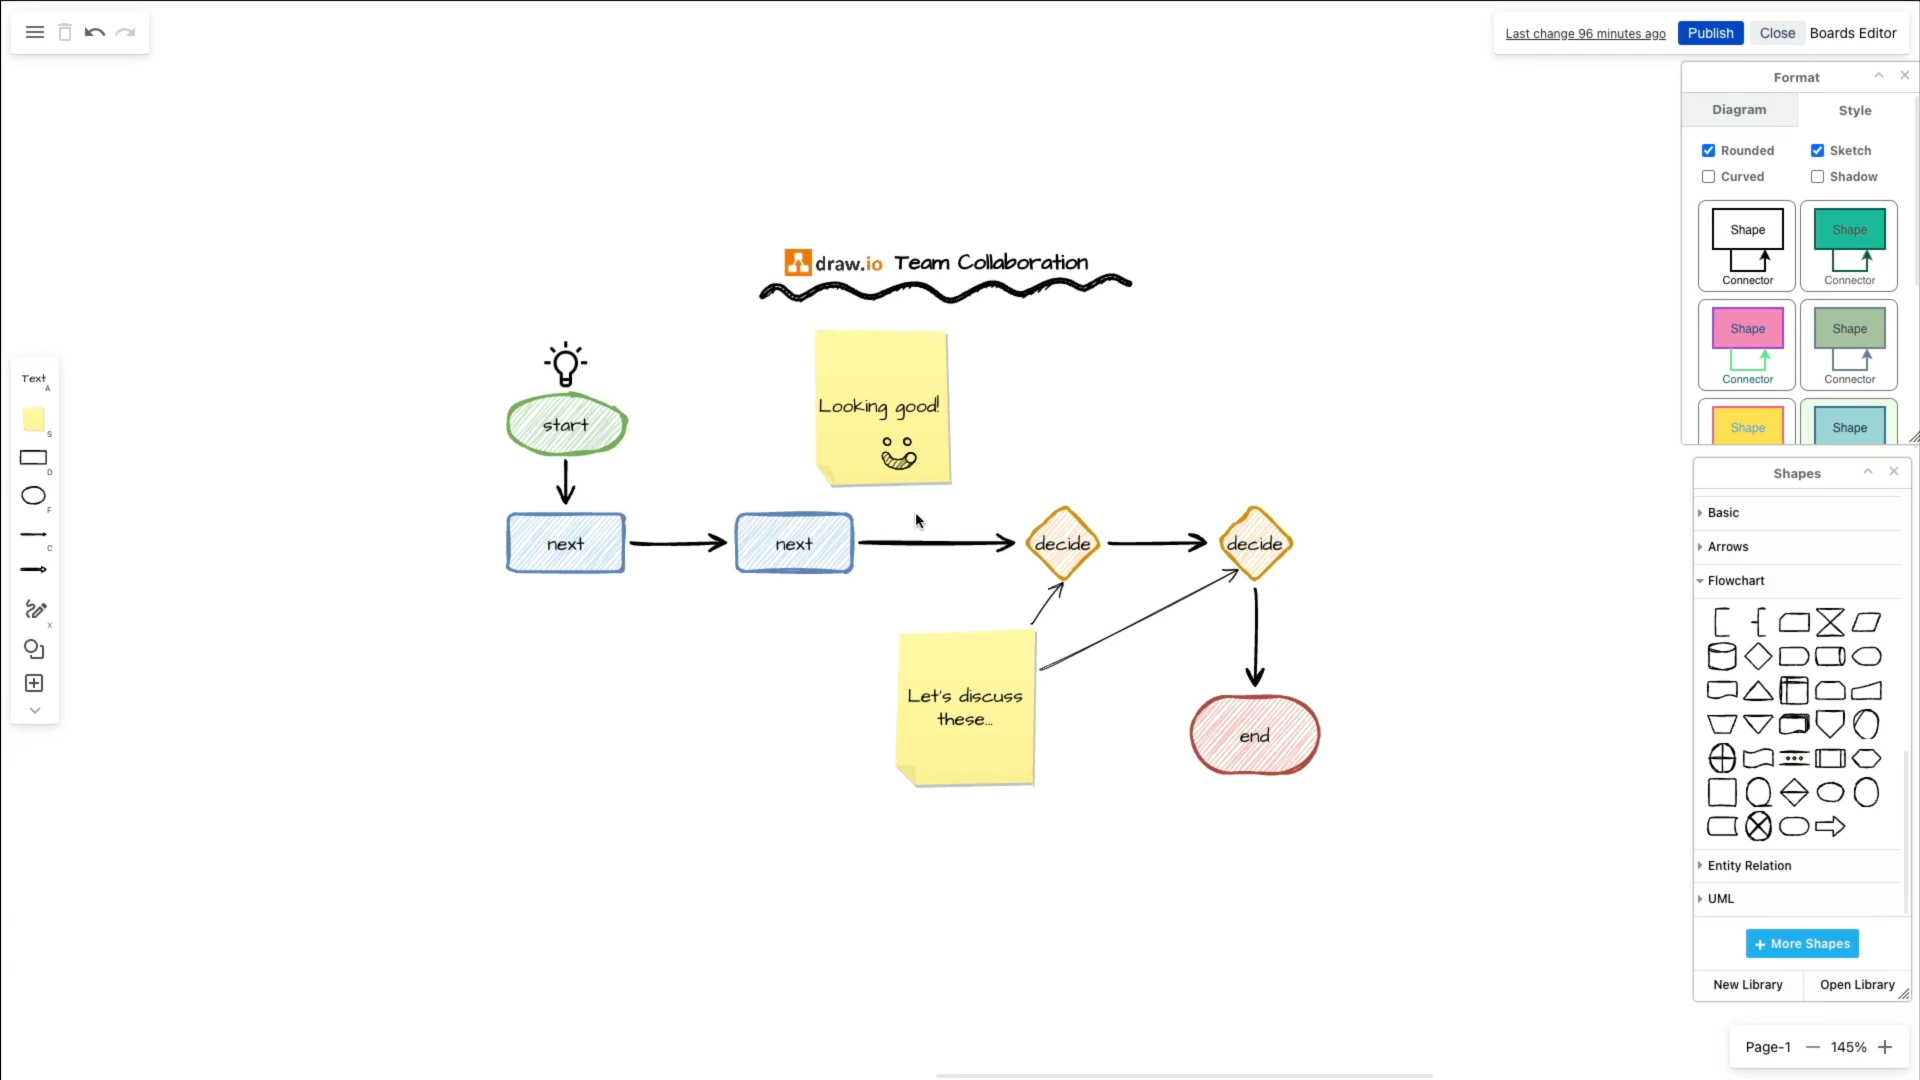 Last change 96 minutes ago
Publish
Close
Boards Editor
Format
Diagram
Style
Rounded
Sketch
Curved
Shadow
Shape
Connector
Shape
Connector
Shape
Connector
Shape
Connector
Shape
Shape
draw.io Team Collaboration
Looking good!
start
next
next
decide
decide
Let's discuss
these...
end
Text
A
S
D
F
C
X
Shapes
Basic
Arrows
Flowchart
Entity Relation
UML
+ More Shapes
New Library
Open Library
Page-1
145%